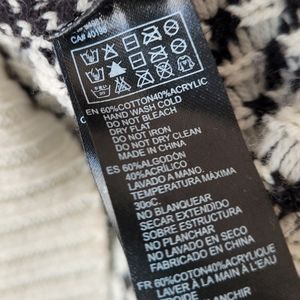 CA# 40186
EN 60%COTTON40%ACRYLIC
HAND WASH COLD
DO NOT BLEACH
DRY FLAT
DO NOT IRON
DO NOT DRY CLEAN
MADE IN CHINA
ES 60%ALGODÓN
40%ACRÍLICO
LAVADO A MANO.
TEMPERATURA MÁXIMA
30oC.
NO BLANQUEAR
SECAR EXTENDIDO
SOBRE ESTRUCTURA
NO PLANCHAR
NO LAVADO EN SECO
FABRICADO EN CHINA
FR 60%COTON40%ACRYLIQUE
LAVER À LA MAIN À L'EAU